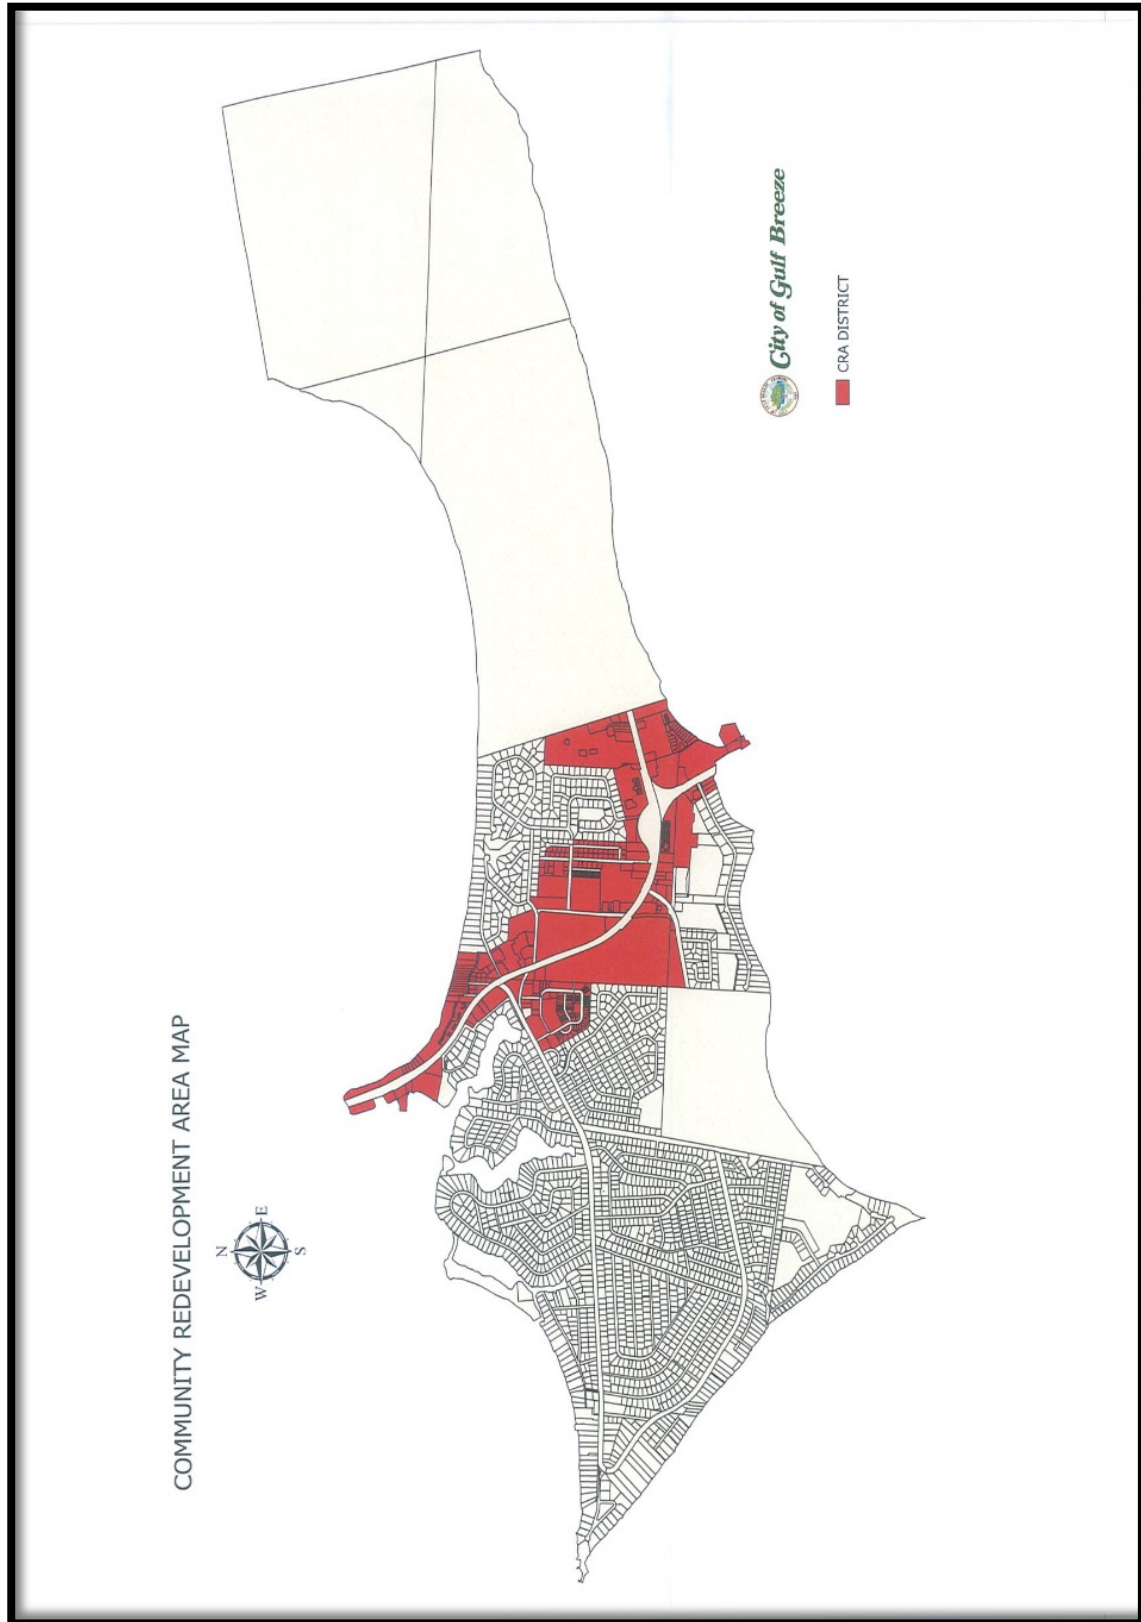 COMMUNITY REDEVELOPMENT AREA MAP
N
W E
S
City of Gulf Breeze
CRA DISTRICT